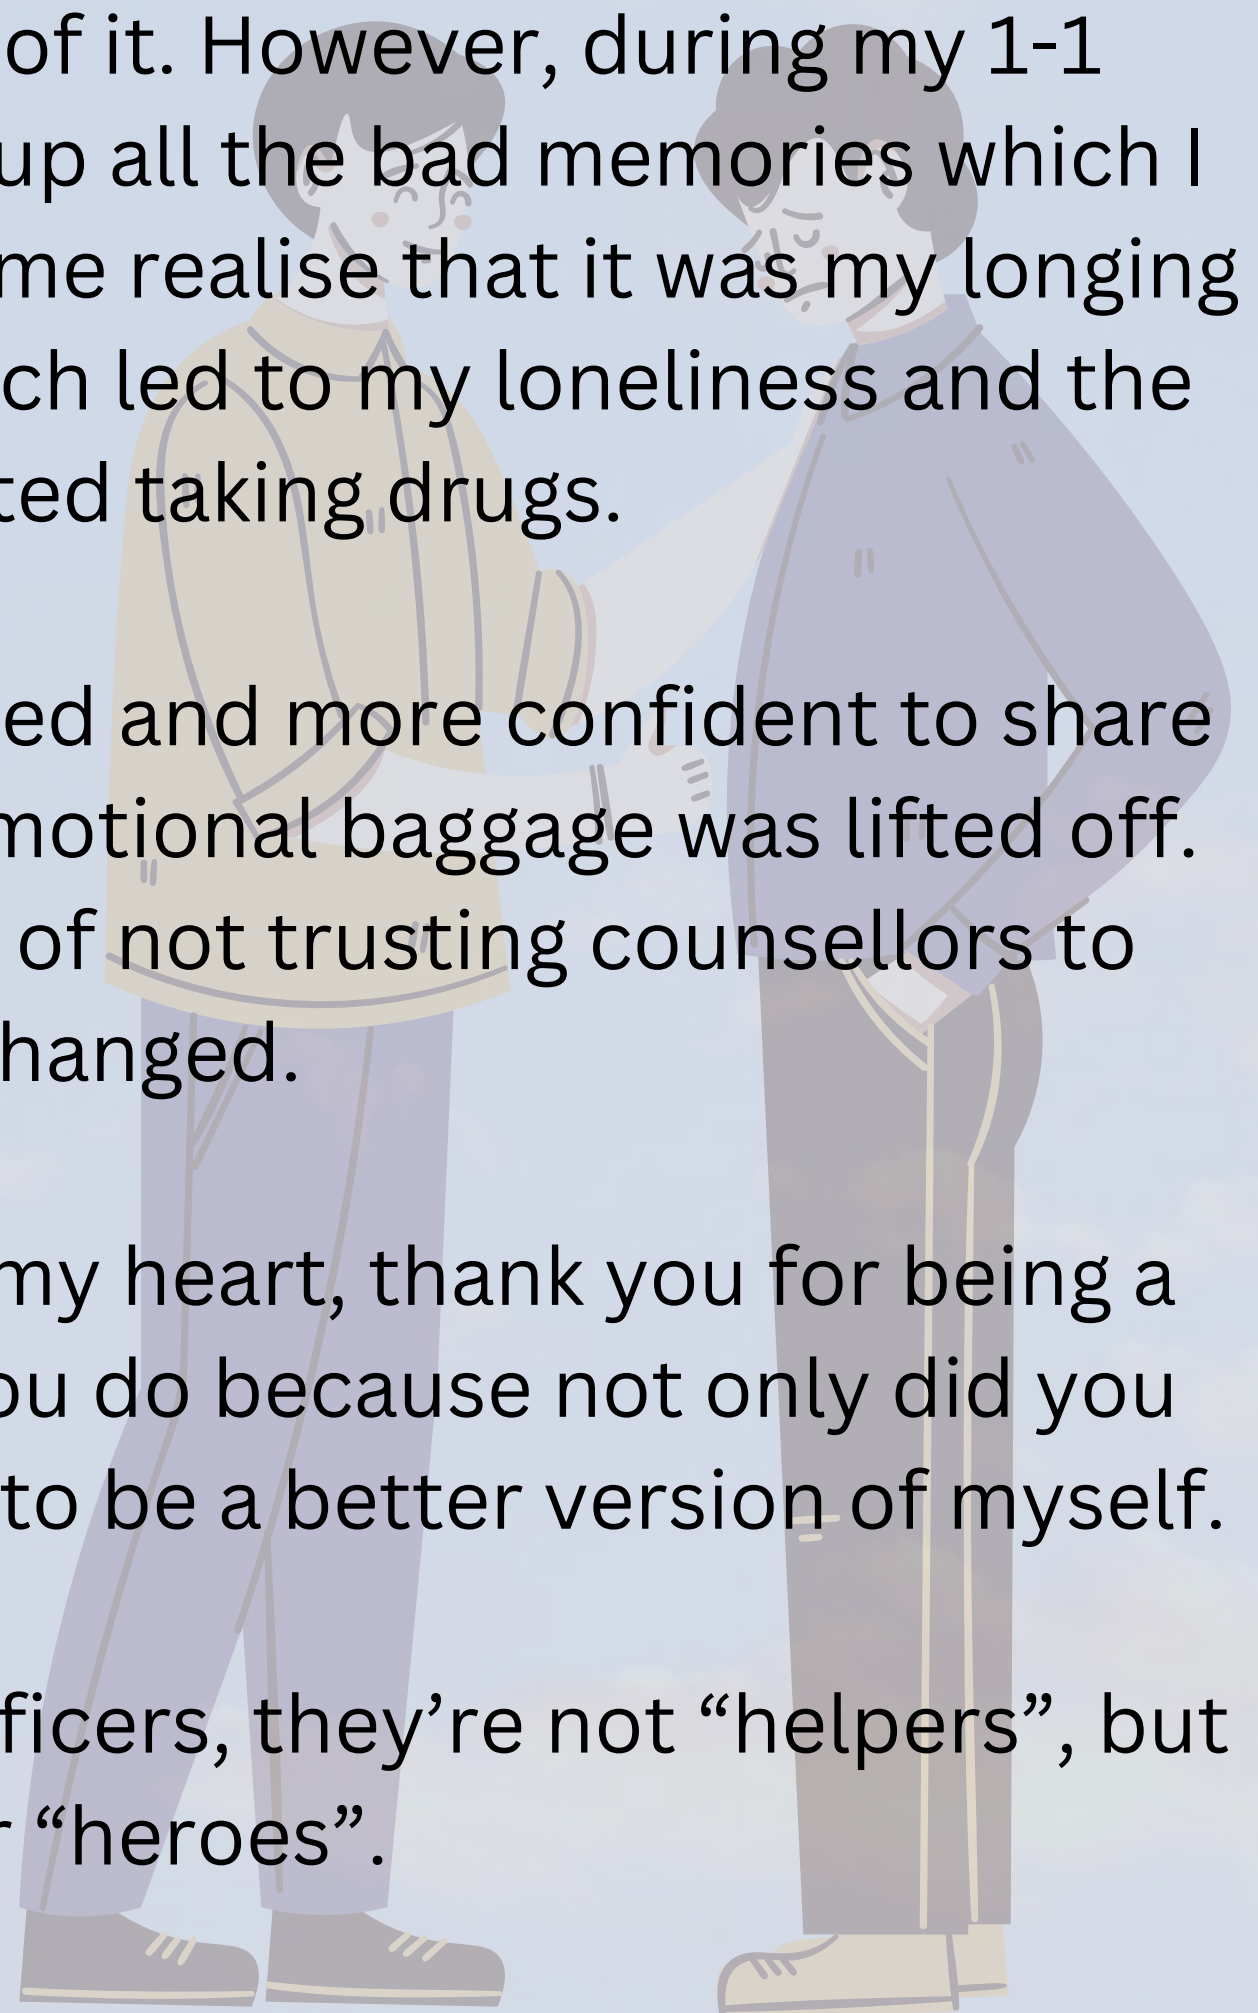 of it. However, during my 1-1
up all the bad memories which I
me realise that it was my longing
ch led to my loneliness and the
ted taking drugs.
ed and more confident to share
motional baggage was lifted off.
of not trusting counsellors to
hanged.
my heart, thank you for being a
ou do because not only did you
to be a better version of myself.
ficers, they’re not “helpers”, but
r “heroes”.